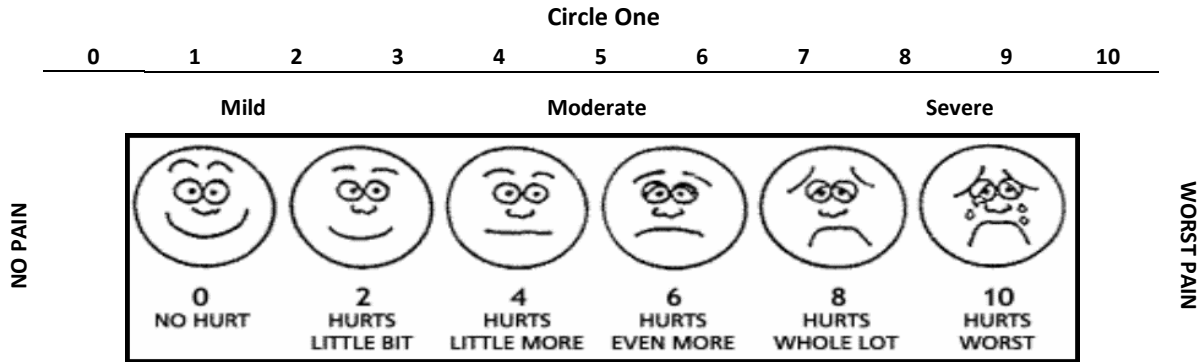 Circle One
0 1 2 3 4 5 6 7 8 9 10
Mild Moderate Severe
NO PAIN
WORST PAIN
0 2 4 6 8 10
NO HURT HURTS HURTS HURTS HURTS HURTS
LITTLE BIT LITTLE MORE EVEN MORE WHOLE LOT WORST